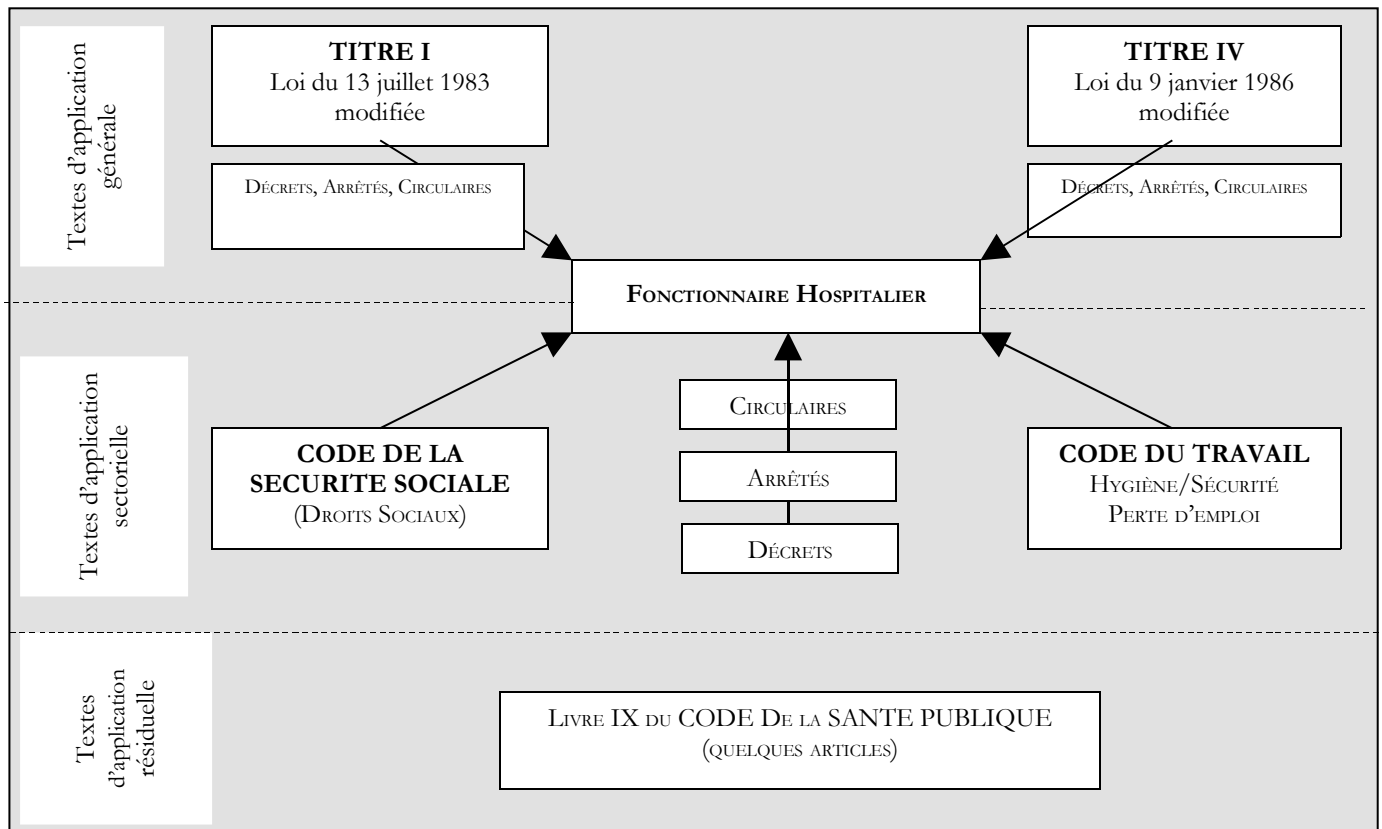 Textes d'application
générale
TITRE I
Loi du 13 juillet 1983
modifiée
TITRE IV
Loi du 9 janvier 1986
modifiée
Décrets, Arrêtés, Circulaires
Décrets, Arrêtés, Circulaires
Fonctionnaire Hospitalier
Textes d'application
sectorielle
CODE DE LA
SECURITE SOCIALE
(Droits Sociaux)
Circulaires
Arrêtés
Décrets
CODE DU TRAVAIL
Hygiène/Sécurité
Perte d'emploi
Textes
d'application
résiduelle
Livre IX du CODE De la SANTE PUBLIQUE
(quelques articles)